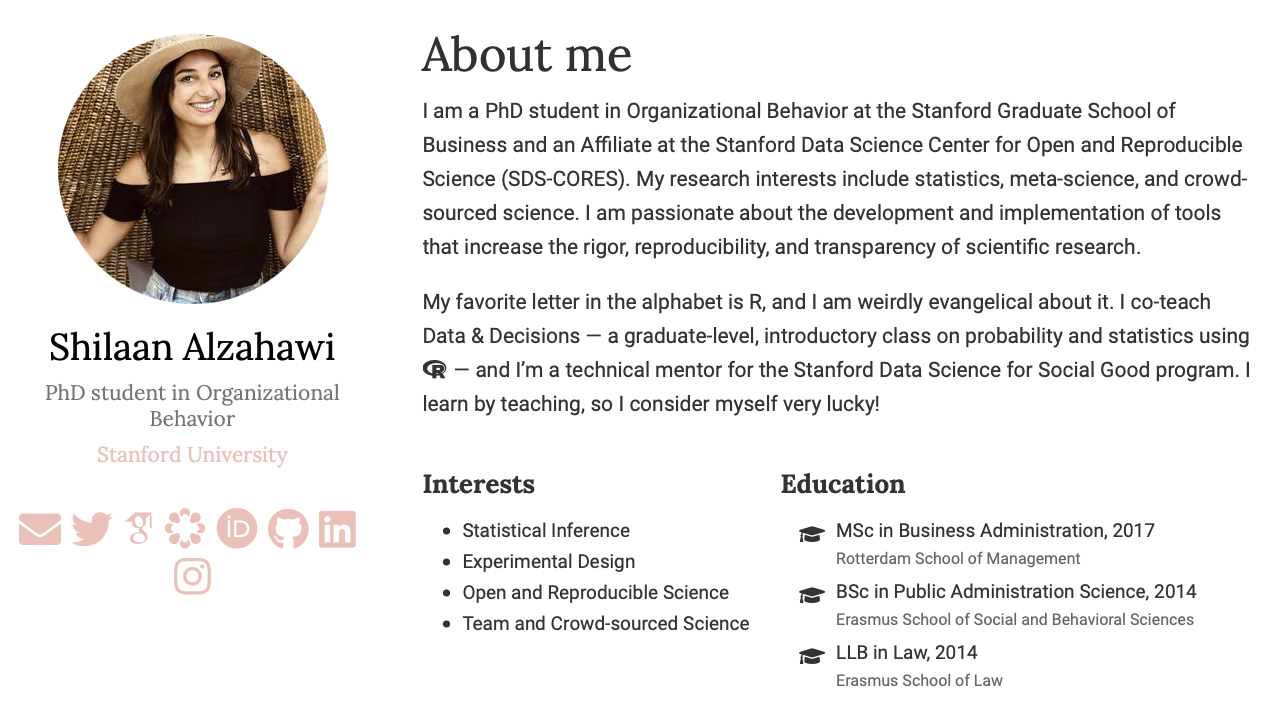 Shilaan Alzahawi
PhD student in Organizational
Behavior
Stanford University
iD
in
About me
I am a PhD student in Organizational Behavior at the Stanford Graduate School of
Business and an Affiliate at the Stanford Data Science Center for Open and Reproducible
Science (SDS-CORES). My research interests include statistics, meta-science, and crowd-
sourced science. I am passionate about the development and implementation of tools
that increase the rigor, reproducibility, and transparency of scientific research.
My favorite letter in the alphabet is R, and I am weirdly evangelical about it. I co-teach
Data & Decisions — a graduate-level, introductory class on probability and statistics using
R — and I’m a technical mentor for the Stanford Data Science for Social Good program. I
learn by teaching, so I consider myself very lucky!
Interests
Statistical Inference
Experimental Design
Open and Reproducible Science
Team and Crowd-sourced Science
Education
MSc in Business Administration, 2017
Rotterdam School of Management
BSc in Public Administration Science, 2014
Erasmus School of Social and Behavioral Sciences
LLB in Law, 2014
Erasmus School of Law